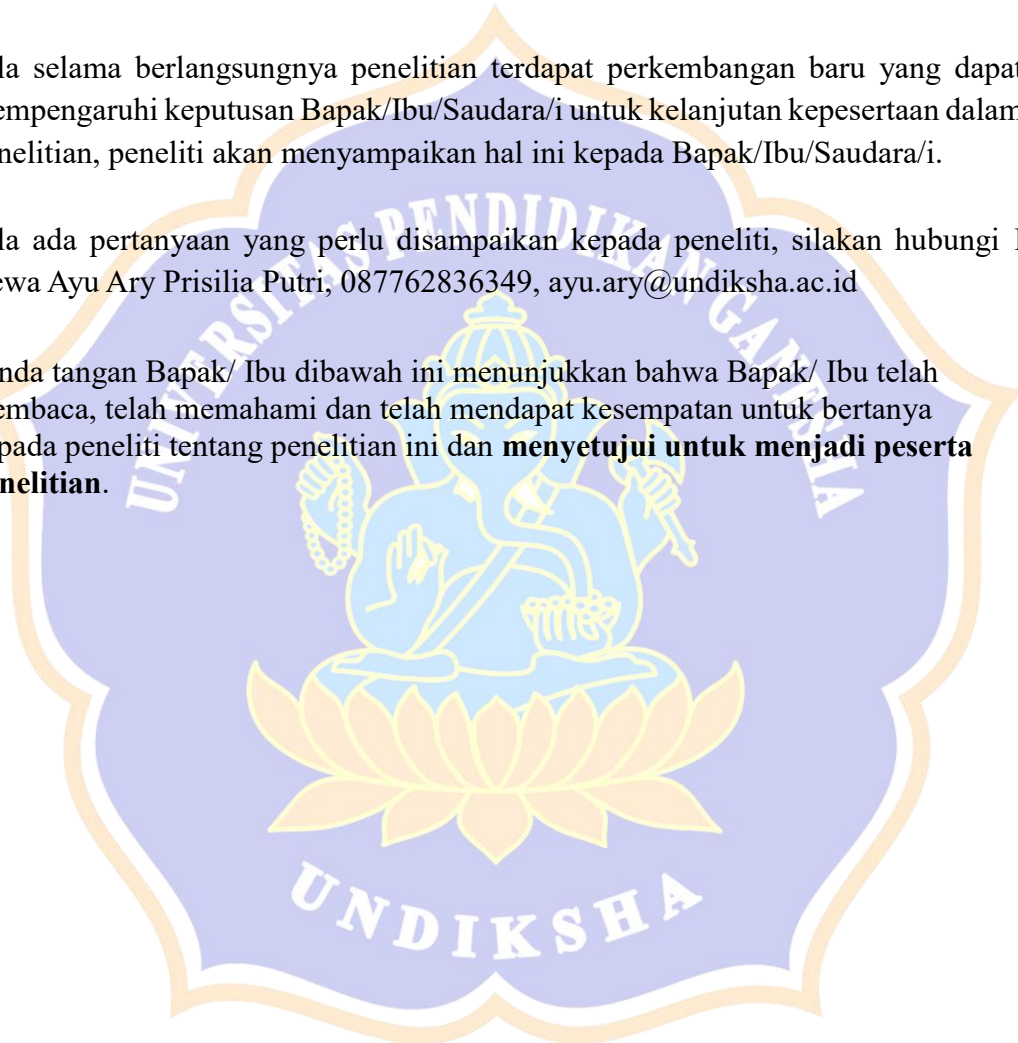 la selama berlangsungnya penelitian terdapat perkembangan baru yang dapat
empengaruhi keputusan Bapak/Ibu/Saudara/i untuk kelanjutan kepesertaan dalam
nelitian, peneliti akan menyampaikan hal ini kepada Bapak/Ibu/Saudara/i.
la ada pertanyaan yang perlu disampaikan kepada peneliti, silakan hubungi
ewa Ayu Ary Prisilia Putri, 087762836349, ayu.ary@undiksha.ac.id
nda tangan Bapak/ Ibu dibawah ini menunjukkan bahwa Bapak/ Ibu telah
embaca, telah memahami dan telah mendapat kesempatan untuk bertanya
pada peneliti tentang penelitian ini dan menyetujui untuk menjadi peserta
nelitian.
UNIVERSITAS PENDIDIKAN GANESHA
UNDIKSHA